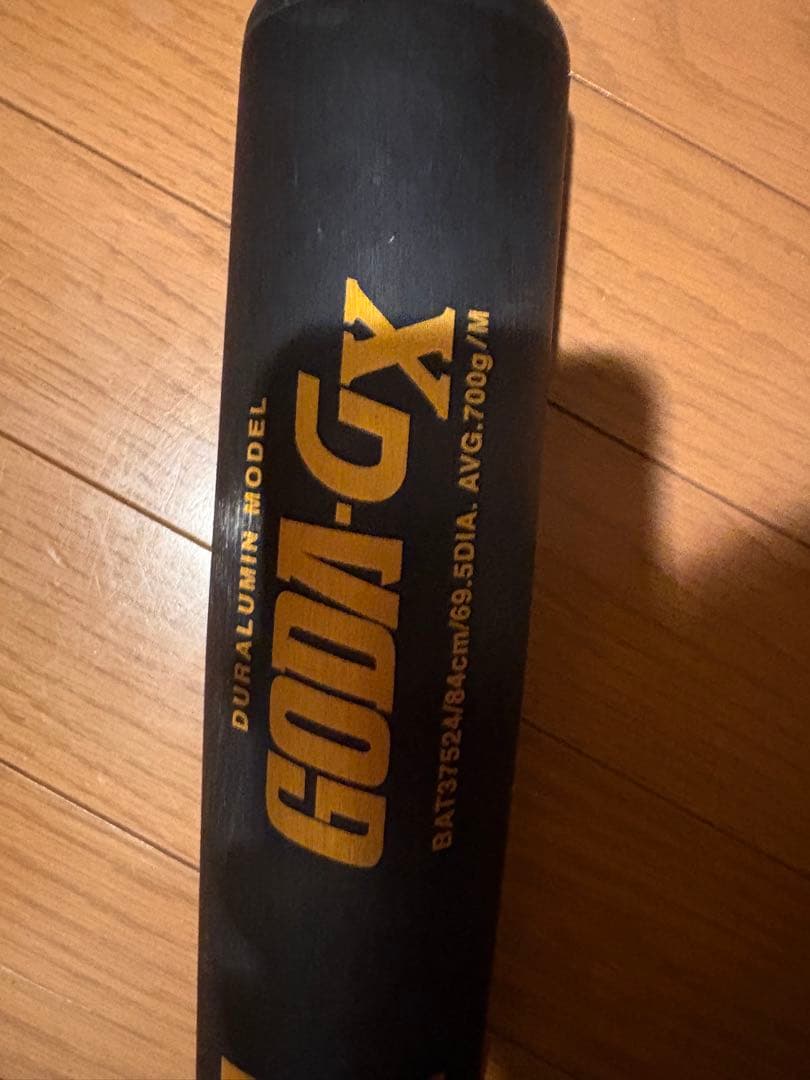 DURALUMIN MODEL
GODA-GX
BAT37524/84cm/69.5DIA. AVG.700g/M